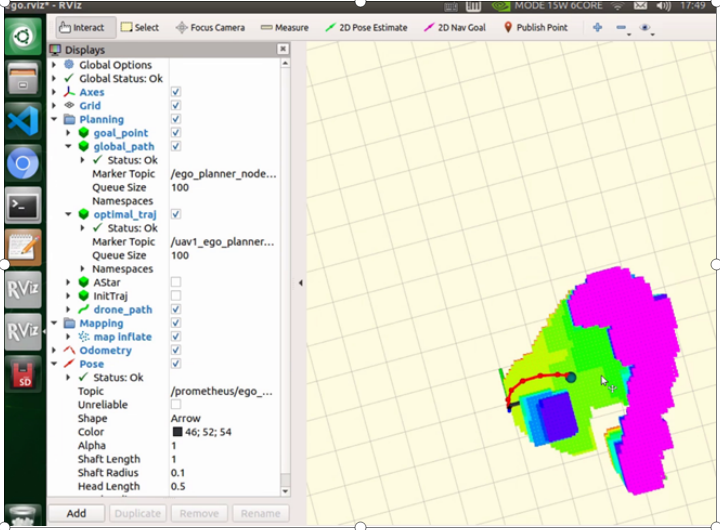 go.rviz* - RViz
MODE 15W 6CORE
17:49
Interact
Select
Focus Camera
Measure
2D Pose Estimate
2D Nav Goal
Publish Point
Displays
Global Options
Global Status: Ok
Axes
Grid
Planning
goal_point
global_path
Status: Ok
Marker Topic /ego_planner_node...
Queue Size 100
Namespaces
optimal_traj
Status: Ok
Marker Topic /uav1_ego_planner...
Queue Size 100
Namespaces
AStar
InitTraj
drone_path
Mapping
map inflate
Odometry
Pose
Status: Ok
Topic /prometheus/ego_...
Unreliable
Shape Arrow
Color 46; 52; 54
Alpha 1
Shaft Length 1
Shaft Radius 0.1
Head Length 0.5
Add
Duplicate
Remove
Rename
RViz
RViz
SD